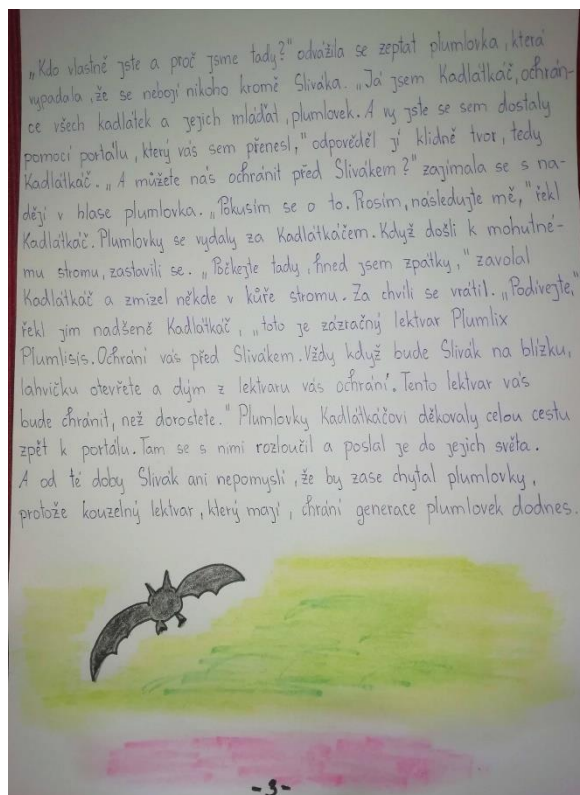 „Kdo vlastně jste a proč jsme tady?" odvážila se zeptat plumlovka, která
vypadala, že se nebojí nikoho kromě Sliváka. „Já jsem Kadlátkáč, ochrán-
ce všech kadlátek a jejich mláďat, plumlovek. A vy jste se sem dostaly
pomocí portálu, který vás sem přenesl," odpověděl jí klidně tvor, tedy
Kadlátkáč. „A můžete nás ochránit před Slivákem?" zajímala se s na-
dějí v hlase plumlovka. „Pokusím se o to. Prosím, následujte mě," řekl
Kadlátkáč. Plumlovky se vydaly za Kadlátkáčem. Když došli k mohutné-
mu stromu, zastavili se. „Počkejte tady, hned jsem zpátky," zavolal
Kadlátkáč a zmizel někde v kůře stromu. Za chvíli se vrátil. „Podívejte,"
řekl jim nadšeně Kadlátkáč, „toto je zázračný lektvar Plumlix
Plumlisis. Ochrání vás před Slivákem. Vždy když bude Slivák na blízku,
lahvičku otevřete a dým z lektvaru vás ochrání. Tento lektvar vás
bude chránit, než dorostete." Plumlovky Kadlátkáčovi děkovaly celou cestu
zpět k portálu. Tam se s nimi rozloučil a poslal je do jejich světa.
A od té doby Slivák ani nepomyslí, že by zase chytal plumlovky,
protože kouzelný lektvar, který mají, chrání generace plumlovek dodnes.
-3-